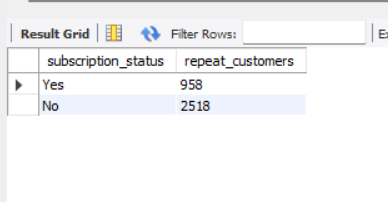 Result Grid Filter Rows:
subscription_status repeat_customers
Yes 958
No 2518